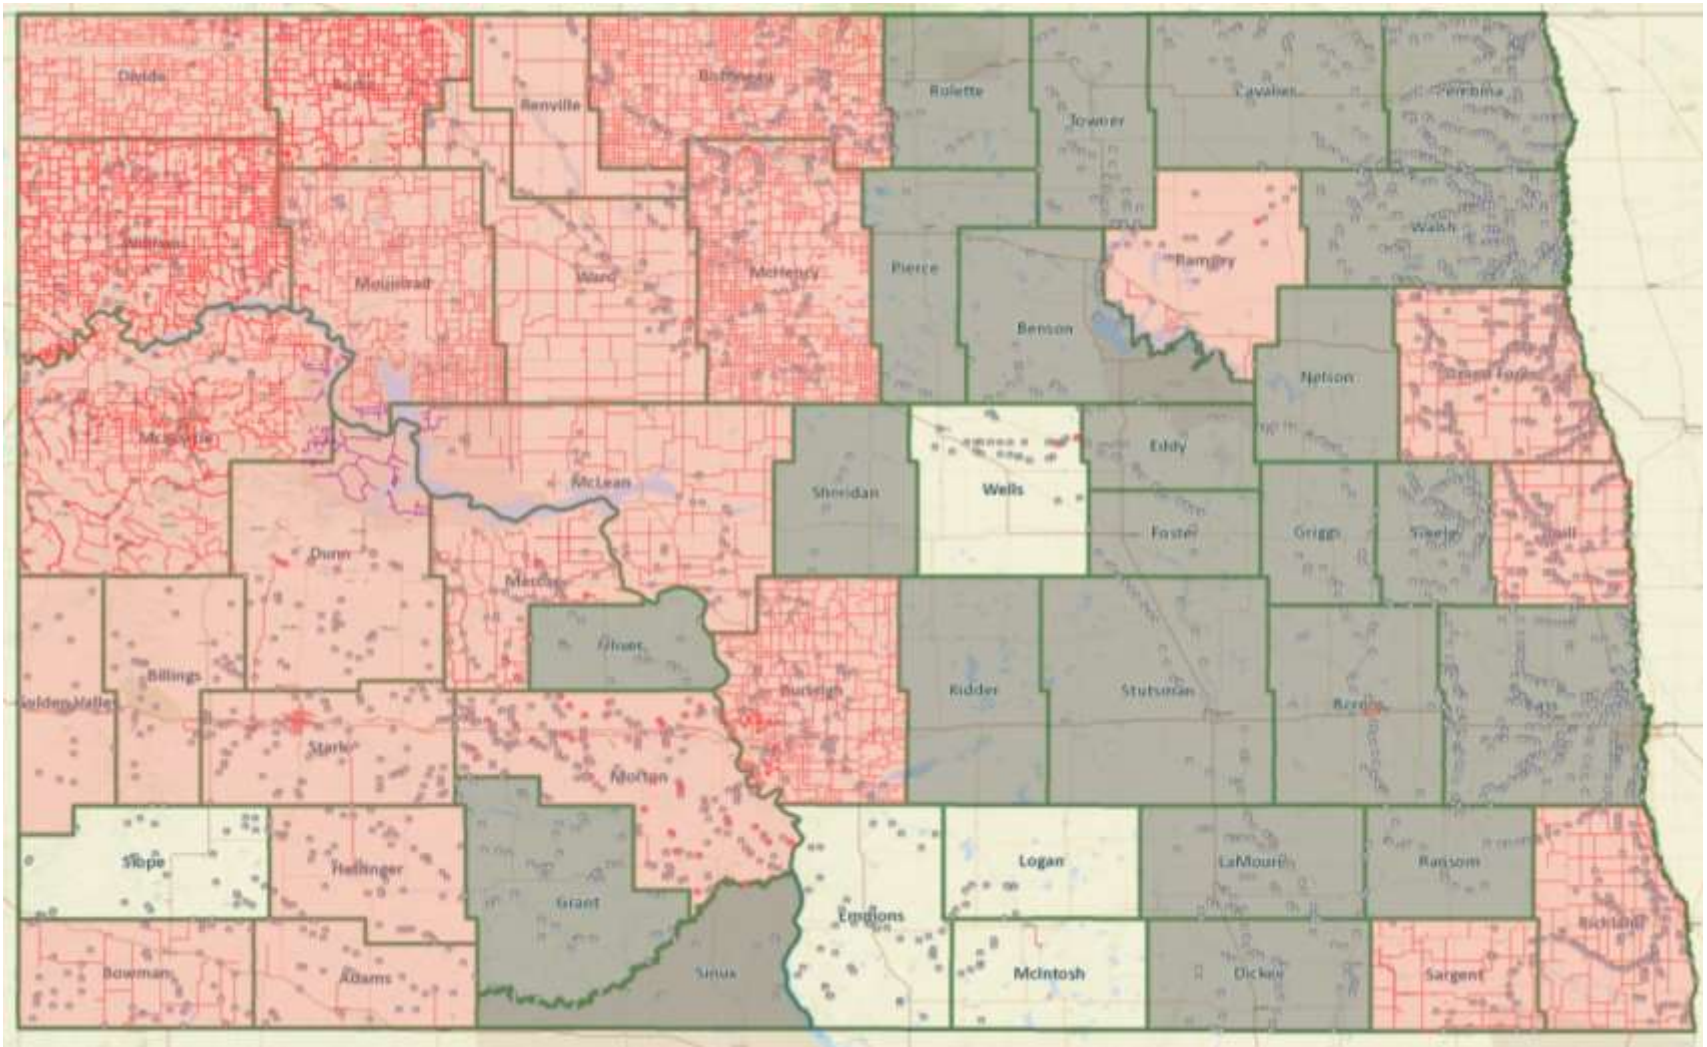 Divide
Renville
Bottineau
Rolette
Towner
Cavalier
Pembina
Williams
Mountrail
Ward
McHenry
Pierce
Benson
Ramsey
Walsh
Nelson
Grand Forks
McKenzie
McLean
Sheridan
Wells
Eddy
Foster
Griggs
Steele
Dunn
Mercer
Oliver
Golden Valley
Billings
Stark
Morton
Burleigh
Kidder
Stutsman
Barnes
Cass
Slope
Hettinger
Grant
Emmons
Logan
LaMoure
Ransom
Richland
Bowman
Adams
Sioux
McIntosh
Dickey
Sargent